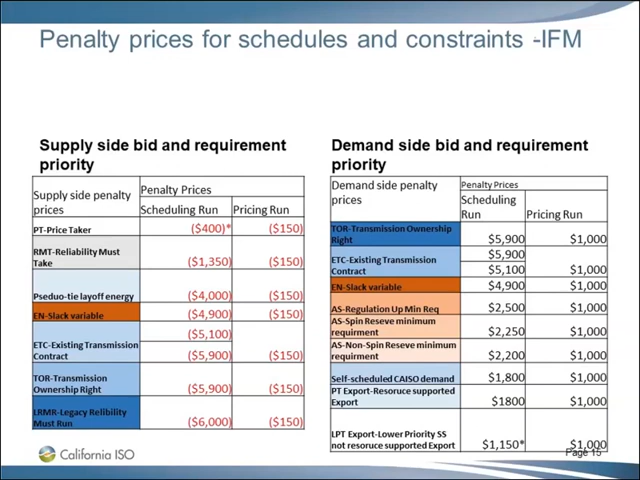 Penalty prices for schedules and constraints -IFM
Supply side bid and requirement
priority
Supply side penalty
prices
Penalty Prices
Scheduling Run
Pricing Run
PT-Price Taker
($400)*
($150)
RMT-Reliability Must
Take
($1,350)
($150)
Pseduo-tie layoff energy
($4,000)
($150)
EN-Slack variable
($4,900)
($150)
ETC-Existing Transmission
Contract
($5,100)
($5,900)
($150)
TOR-Transmission
Ownership Right
($5,900)
($150)
LRMR-Legacy Relibility
Must Run
($6,000)
($150)
Demand side bid and requirement
priority
Demand side penalty
prices
Penalty Prices
Scheduling
Run
Pricing Run
TOR-Transmission Ownership
Right
$5,900
$1,000
ETC-Existing Transmission
Contract
$5,900
$5,100
$1,000
EN-Slack variable
$4,900
$1,000
AS-Regulation Up Min Req
$2,500
$1,000
AS-Spin Reseve minimum
requirment
$2,250
$1,000
AS-Non-Spin Reseve minimum
requirment
$2,200
$1,000
Self-scheduled CAISO demand
$1,800
$1,000
PT Export-Resoruce supported
Export
$1800
$1,000
LPT Export-Lower Priority SS
not resoruce supported Export
$1,150*
$1,000
California ISO
Page 15